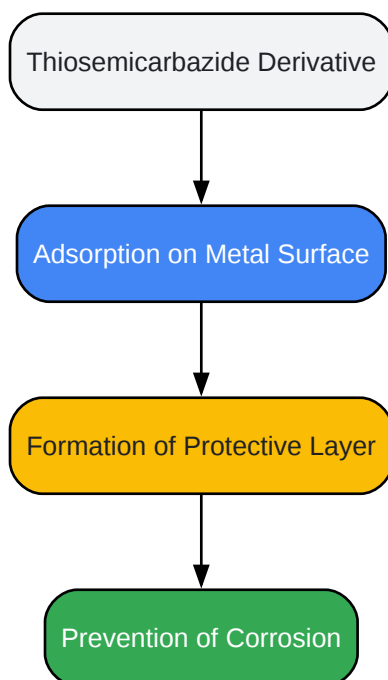 Thiosemicarbazide Derivative
Adsorption on Metal Surface
Formation of Protective Layer
Prevention of Corrosion